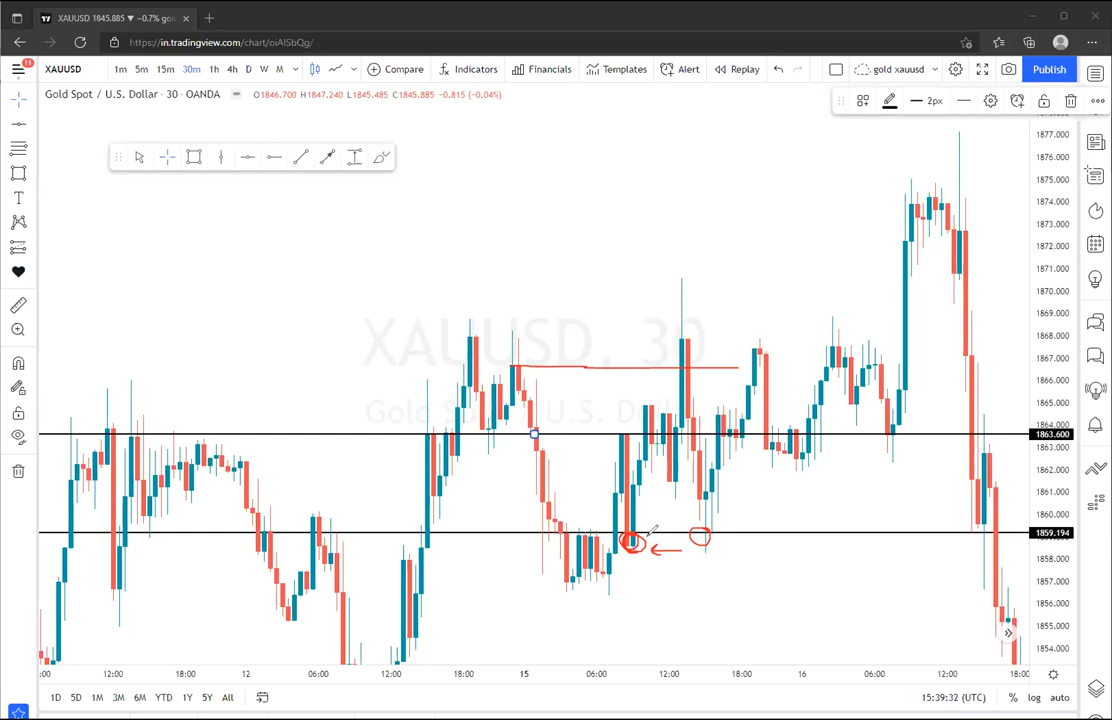 XAUUSD 1845.885 ▼ −0.7% gol
https://in.tradingview.com/chart/oiAlSbQg/
11
XAUUSD 1m 5m 15m 30m 1h 4h D W M Compare Indicators Financials Templates Alert Replay gold xauusd Publish
Gold Spot / U.S. Dollar · 30 · OANDA O1846.700 H1847.240 L1845.485 C1845.885 −0.815 (−0.04%)
2px
T
XAUUSD, 30
Gold Spot / U.S. Dollar
1877.000
1876.000
1875.000
1874.000
1873.000
1872.000
1871.000
1870.000
1869.000
1868.000
1867.000
1866.000
1865.000
1864.000
1863.600
1863.000
1862.000
1861.000
1860.000
1859.194
1858.000
1857.000
1856.000
1855.000
1854.000
:00 12:00 18:00 12 06:00 12:00 18:00 15 06:00 12:00 18:00 16 06:00 12:00 18:00
1D 5D 1M 3M 6M YTD 1Y 5Y All 15:39:32 (UTC) % log auto